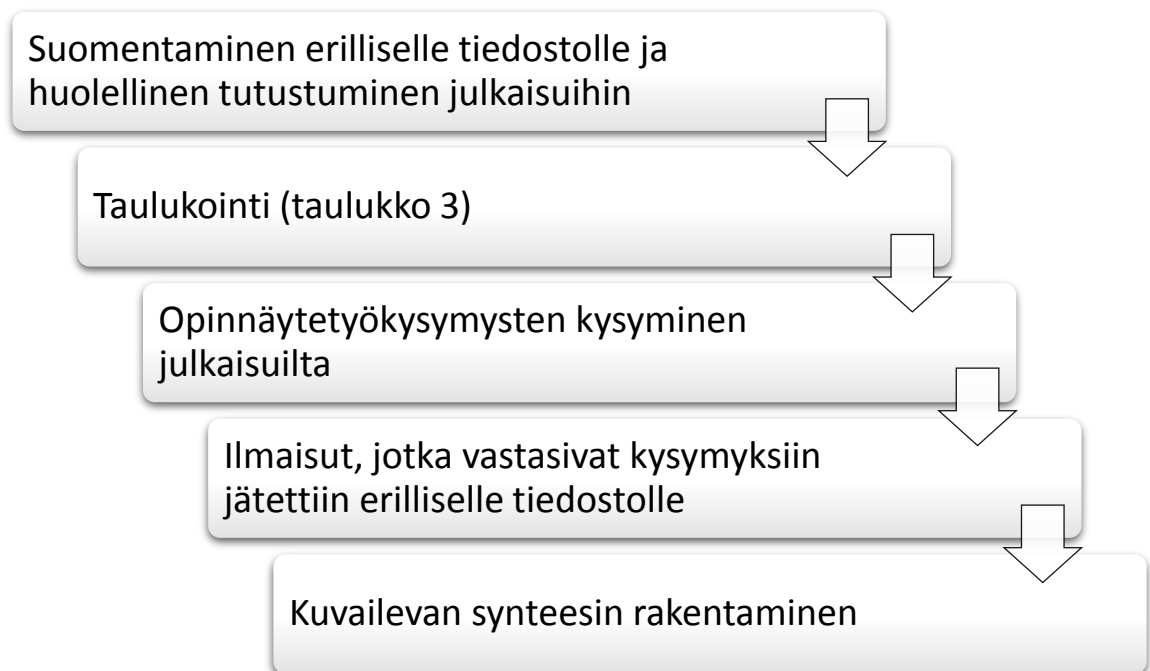 Suomentaminen erilliselle tiedostolle ja
huolellinen tutustuminen julkaisuihin
Taulukointi (taulukko 3)
Opinnäytetyökysymysten kysyminen
julkaisuilta
Ilmaisut, jotka vastasivat kysymyksiin
jätettiin erilliselle tiedostolle
Kuvailevan synteesin rakentaminen